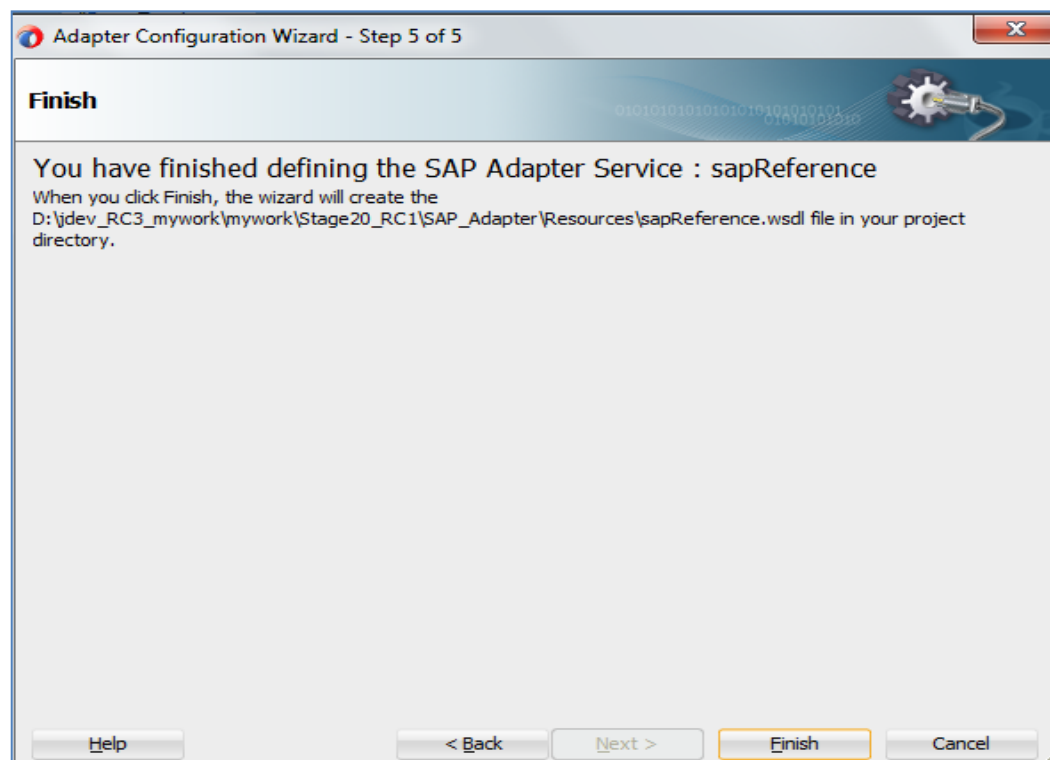 Adapter Configuration Wizard - Step 5 of 5
Finish
You have finished defining the SAP Adapter Service : sapReference
When you click Finish, the wizard will create the
D:\jdev_RC3_mywork\mywork\Stage20_RC1\SAP_Adapter\Resources\sapReference.wsdl file in your project
directory.
Help
< Back
Next >
Finish
Cancel